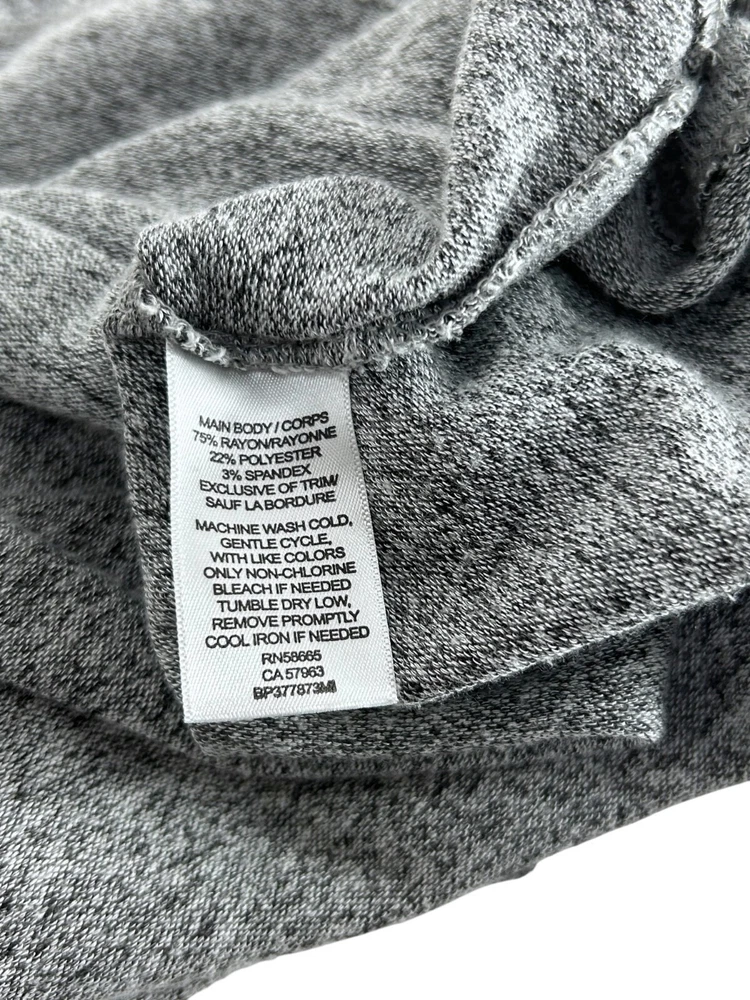 MAIN BODY / CORPS
75% RAYON/RAYONNE
22% POLYESTER
3% SPANDEX
EXCLUSIVE OF TRIM/
SAUF LA BORDURE
MACHINE WASH COLD,
GENTLE CYCLE,
WITH LIKE COLORS
ONLY NON-CHLORINE
BLEACH IF NEEDED
TUMBLE DRY LOW,
REMOVE PROMPTLY
COOL IRON IF NEEDED
RN58665
CA 57963
BP377873MI